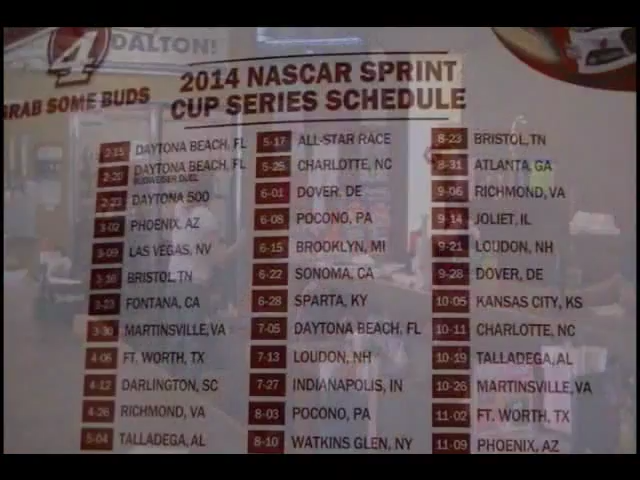 4
DALTON!
GRAB SOME BUDS
2014 NASCAR SPRINT
CUP SERIES SCHEDULE
2-15 DAYTONA BEACH, FL
2-20 DAYTONA BEACH, FL
BUDWEISER DUEL
2-23 DAYTONA 500
3-02 PHOENIX, AZ
3-09 LAS VEGAS, NV
3-16 BRISTOL, TN
3-23 FONTANA, CA
3-30 MARTINSVILLE, VA
4-06 FT. WORTH, TX
4-12 DARLINGTON, SC
4-26 RICHMOND, VA
5-04 TALLADEGA, AL
5-17 ALL-STAR RACE
5-25 CHARLOTTE, NC
6-01 DOVER, DE
6-08 POCONO, PA
6-15 BROOKLYN, MI
6-22 SONOMA, CA
6-28 SPARTA, KY
7-05 DAYTONA BEACH, FL
7-13 LOUDON, NH
7-27 INDIANAPOLIS, IN
8-03 POCONO, PA
8-10 WATKINS GLEN, NY
8-23 BRISTOL, TN
8-31 ATLANTA, GA
9-06 RICHMOND, VA
9-14 JOLIET, IL
9-21 LOUDON, NH
9-28 DOVER, DE
10-05 KANSAS CITY, KS
10-11 CHARLOTTE, NC
10-19 TALLADEGA, AL
10-26 MARTINSVILLE, VA
11-02 FT. WORTH, TX
11-09 PHOENIX, AZ